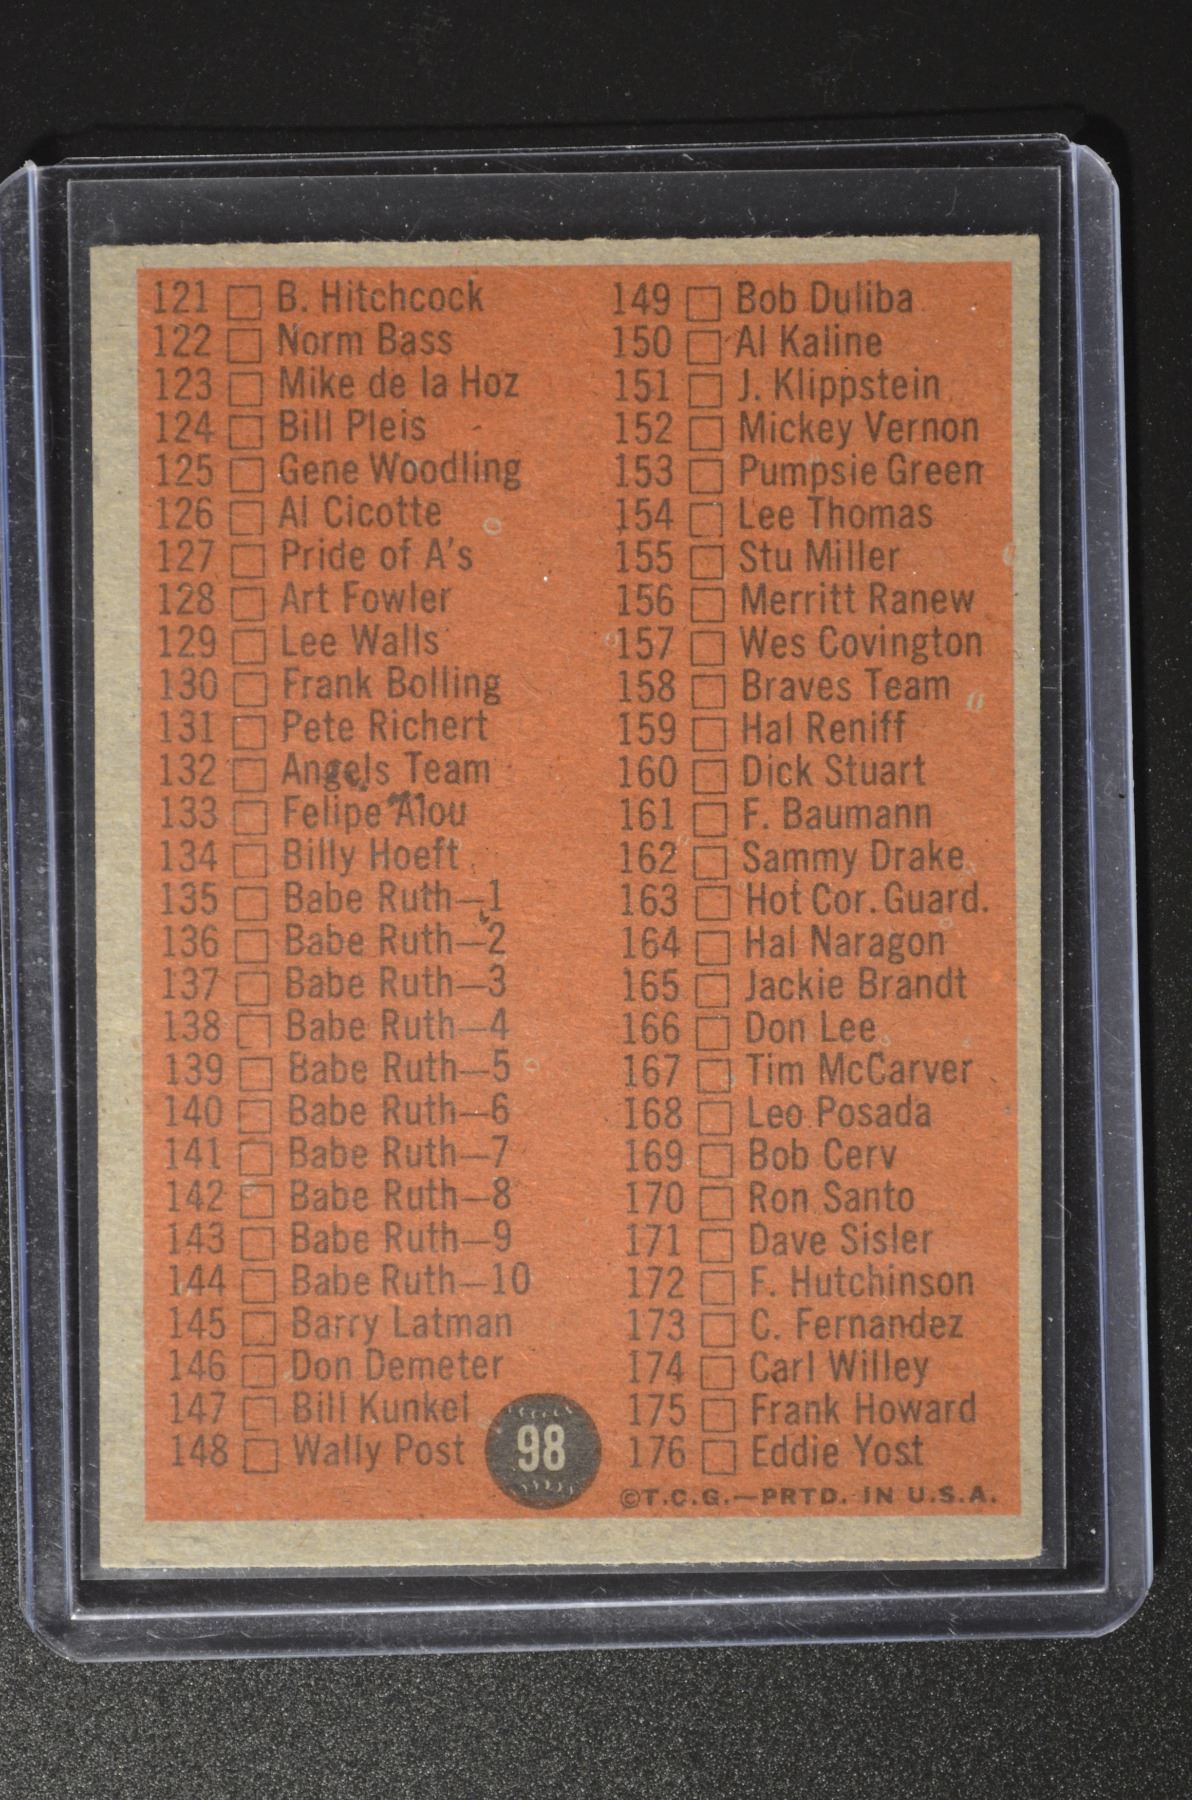 121 B. Hitchcock
122 Norm Bass
123 Mike de la Hoz
124 Bill Pleis
125 Gene Woodling
126 Al Cicotte
127 Pride of A's
128 Art Fowler
129 Lee Walls
130 Frank Bolling
131 Pete Richert
132 Angels Team
133 Felipe Alou
134 Billy Hoeft
135 Babe Ruth—1
136 Babe Ruth—2
137 Babe Ruth—3
138 Babe Ruth—4
139 Babe Ruth—5
140 Babe Ruth—6
141 Babe Ruth—7
142 Babe Ruth—8
143 Babe Ruth—9
144 Babe Ruth—10
145 Barry Latman
146 Don Demeter
147 Bill Kunkel
148 Wally Post
98
149 Bob Duliba
150 Al Kaline
151 J. Klippstein
152 Mickey Vernon
153 Pumpsie Green
154 Lee Thomas
155 Stu Miller
156 Merritt Ranew
157 Wes Covington
158 Braves Team
159 Hal Reniff
160 Dick Stuart
161 F. Baumann
162 Sammy Drake
163 Hot Cor. Guard.
164 Hal Naragon
165 Jackie Brandt
166 Don Lee
167 Tim McCarver
168 Leo Posada
169 Bob Cerv
170 Ron Santo
171 Dave Sisler
172 F. Hutchinson
173 C. Fernandez
174 Carl Willey
175 Frank Howard
176 Eddie Yost
©T.C.G.—PRTD. IN U.S.A.